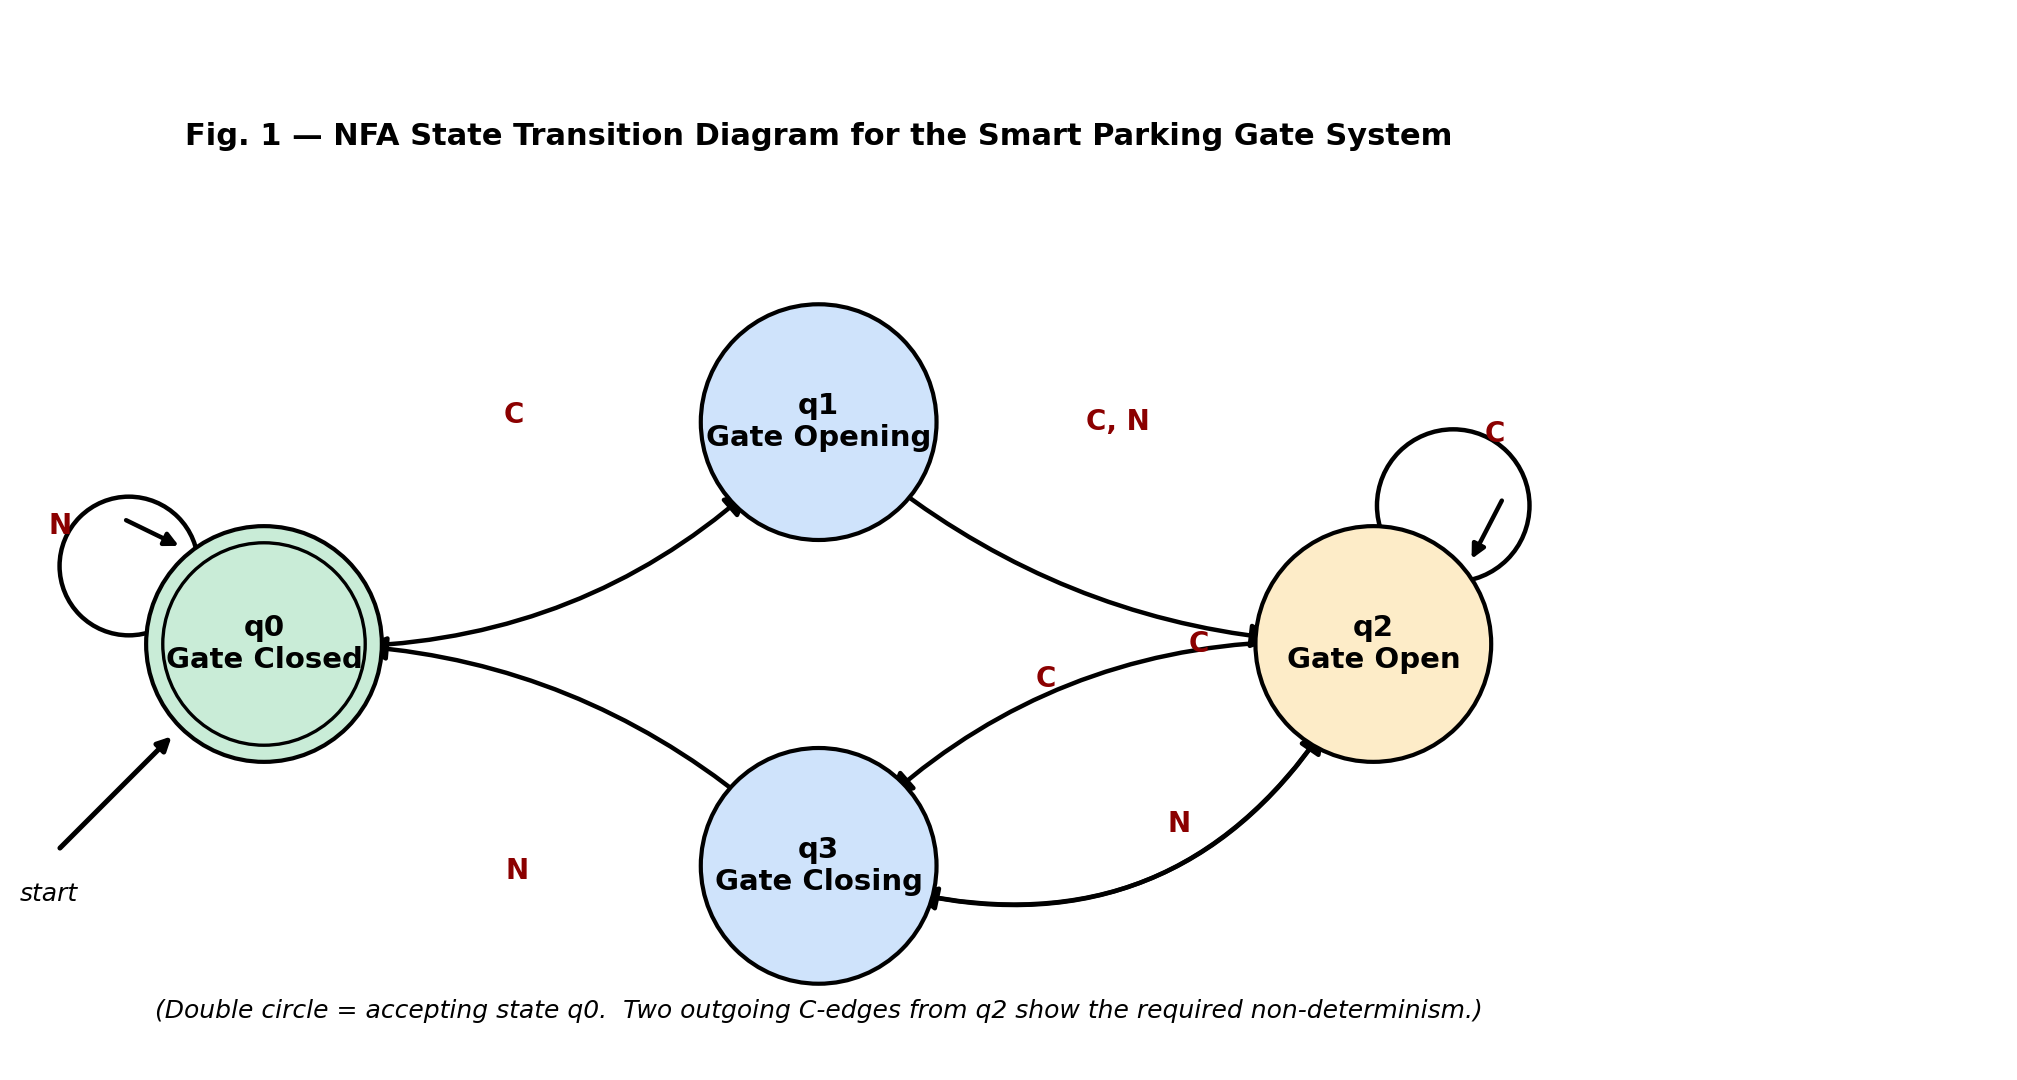 Fig. 1 — NFA State Transition Diagram for the Smart Parking Gate System
q1
Gate Opening
C
C, N
C
N
q0
Gate Closed
q2
Gate Open
C
C
N
q3
Gate Closing
N
start
(Double circle = accepting state q0.  Two outgoing C-edges from q2 show the required non-determinism.)